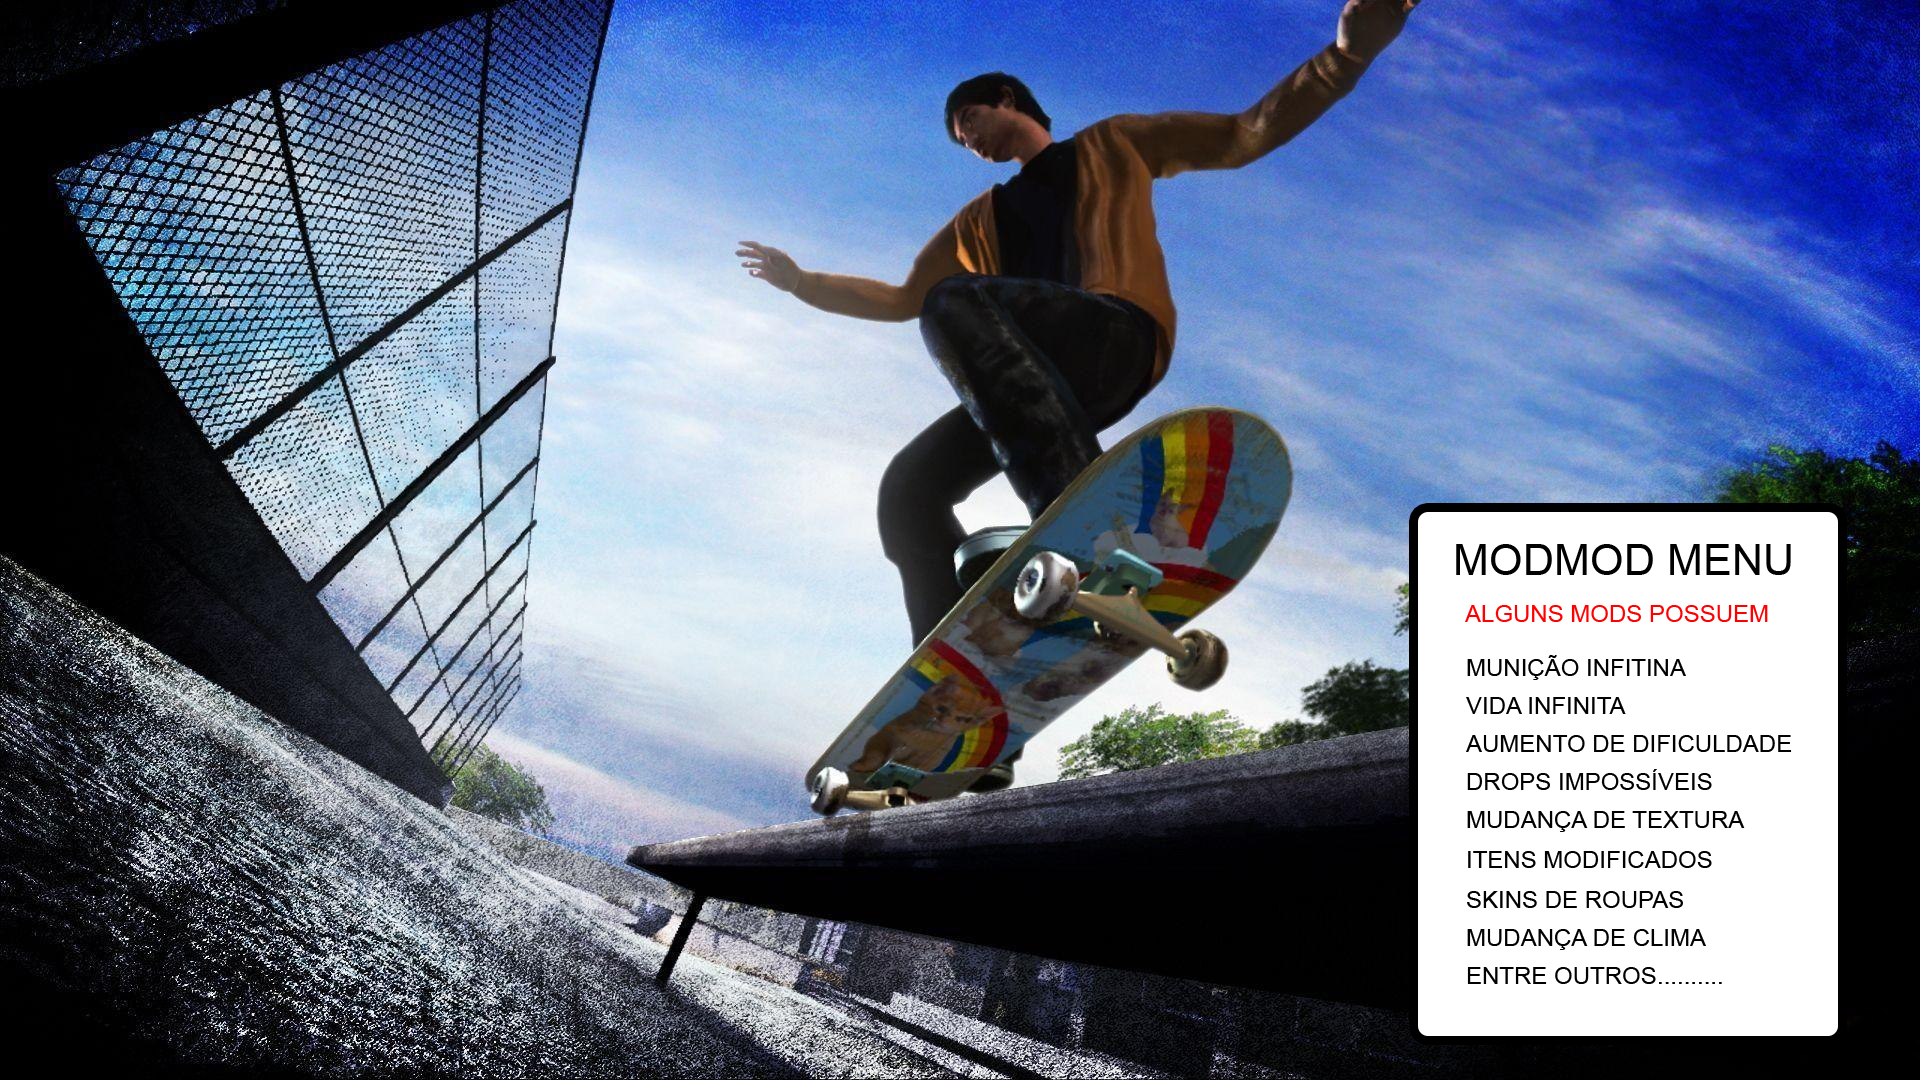 MODMOD MENU
ALGUNS MODS POSSUEM
MUNIÇÃO INFITINA
VIDA INFINITA
AUMENTO DE DIFICULDADE
DROPS IMPOSSÍVEIS
MUDANÇA DE TEXTURA
ITENS MODIFICADOS
SKINS DE ROUPAS
MUDANÇA DE CLIMA
ENTRE OUTROS..........